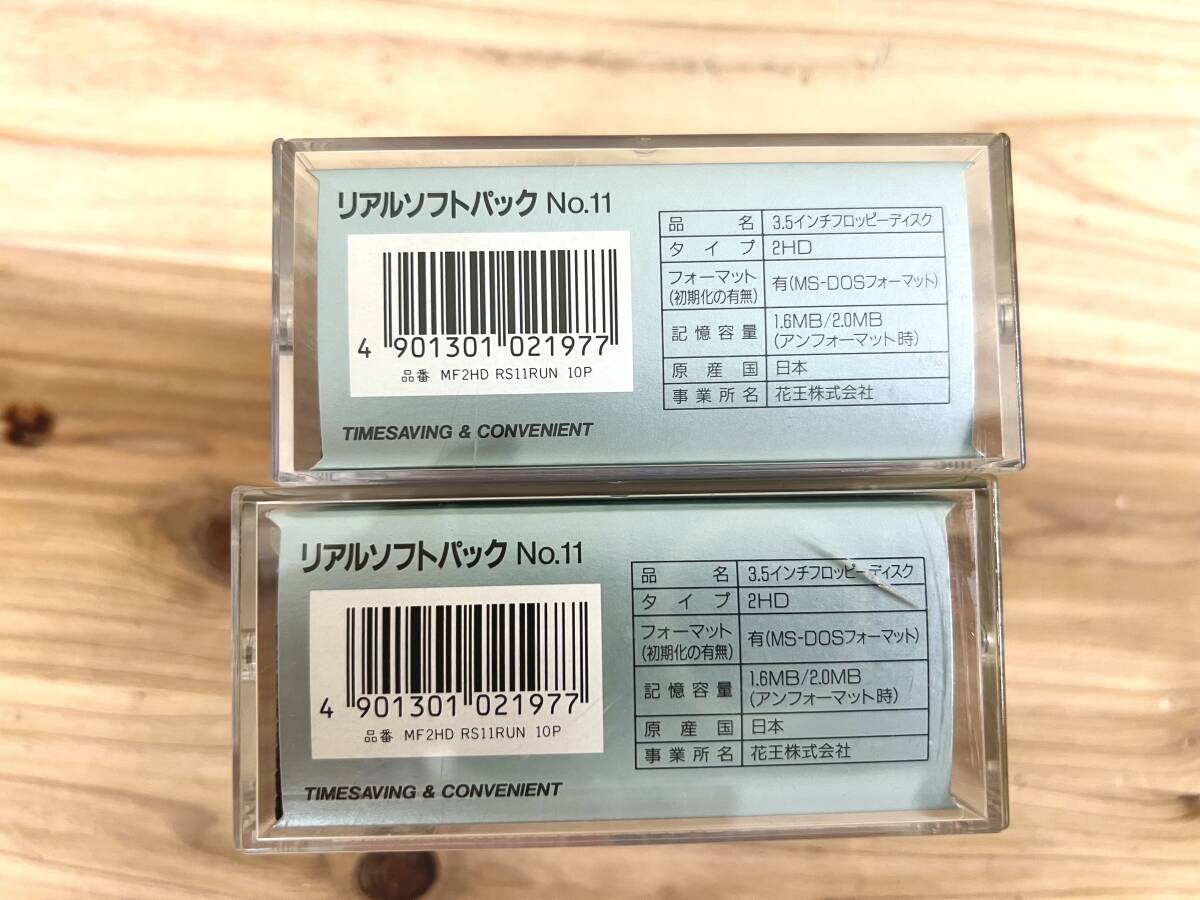 リアルソフトパック No.11
4 901301 021977
品番 MF2HD RS11RUN 10P
TIMESAVING & CONVENIENT
品名 3.5インチフロッピーディスク
タイプ 2HD
フォーマット
(初期化の有無) 有(MS-DOSフォーマット)
記憶容量 1.6MB/2.0MB
(アンフォーマット時)
原産国 日本
事業所名 花王株式会社
リアルソフトパック No.11
4 901301 021977
品番 MF2HD RS11RUN 10P
TIMESAVING & CONVENIENT
品名 3.5インチフロッピーディスク
タイプ 2HD
フォーマット
(初期化の有無) 有(MS-DOSフォーマット)
記憶容量 1.6MB/2.0MB
(アンフォーマット時)
原産国 日本
事業所名 花王株式会社